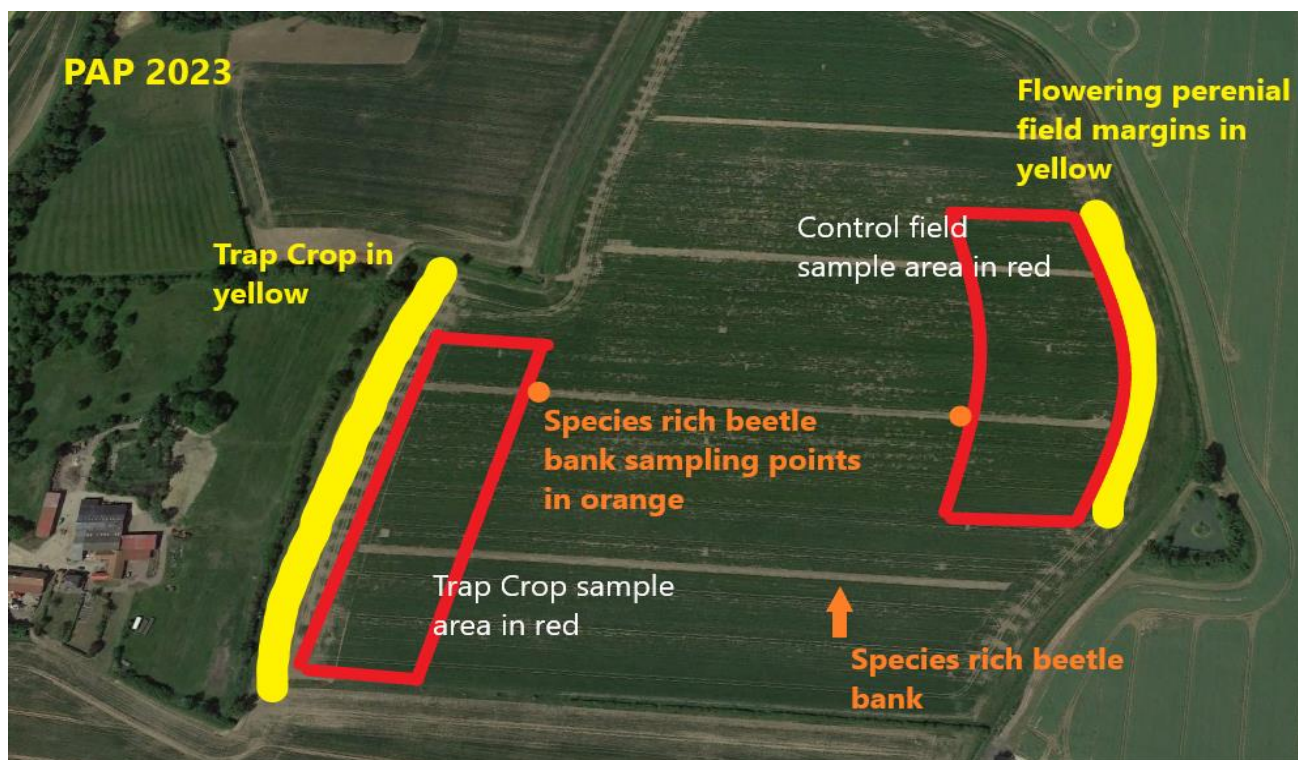 PAP 2023
Flowering perenial
field margins in
yellow
Control field
sample area in red
Trap Crop in
yellow
Species rich beetle
bank sampling points
in orange
Trap Crop sample
area in red
Species rich beetle
bank